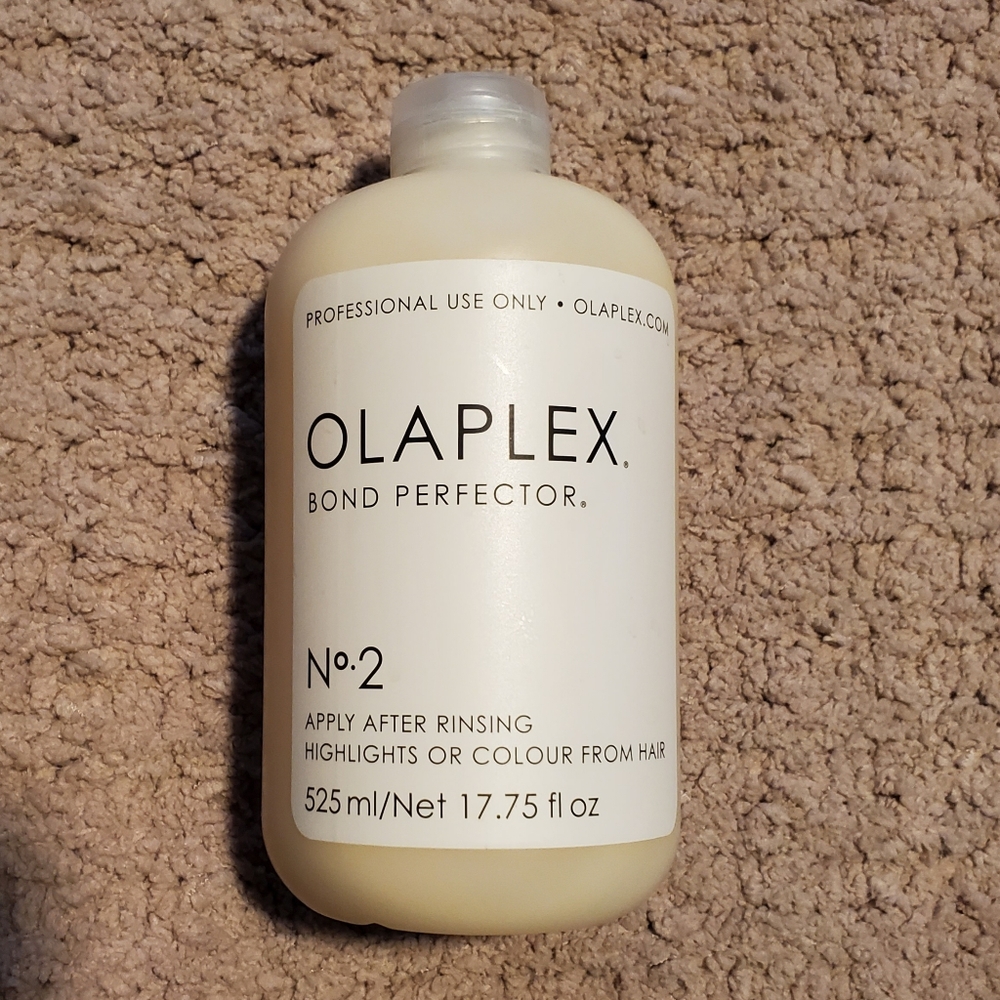 PROFESSIONAL USE ONLY • OLAPLEX.COM
OLAPLEX®
BOND PERFECTOR®
Nº·2
APPLY AFTER RINSING
HIGHLIGHTS OR COLOUR FROM HAIR
525 ml/Net 17.75 fl oz